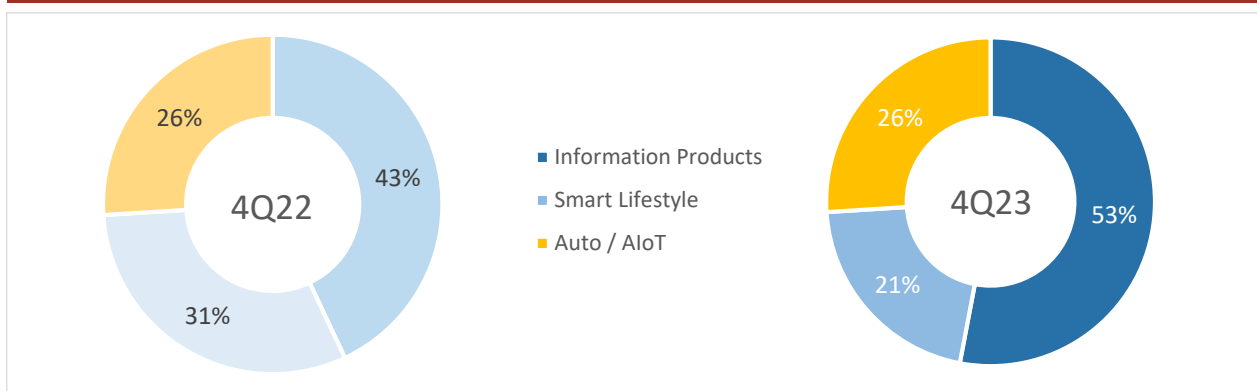 26%
43%
4Q22
31%
Information Products
Smart Lifestyle
Auto / AIoT
26%
4Q23
53%
21%